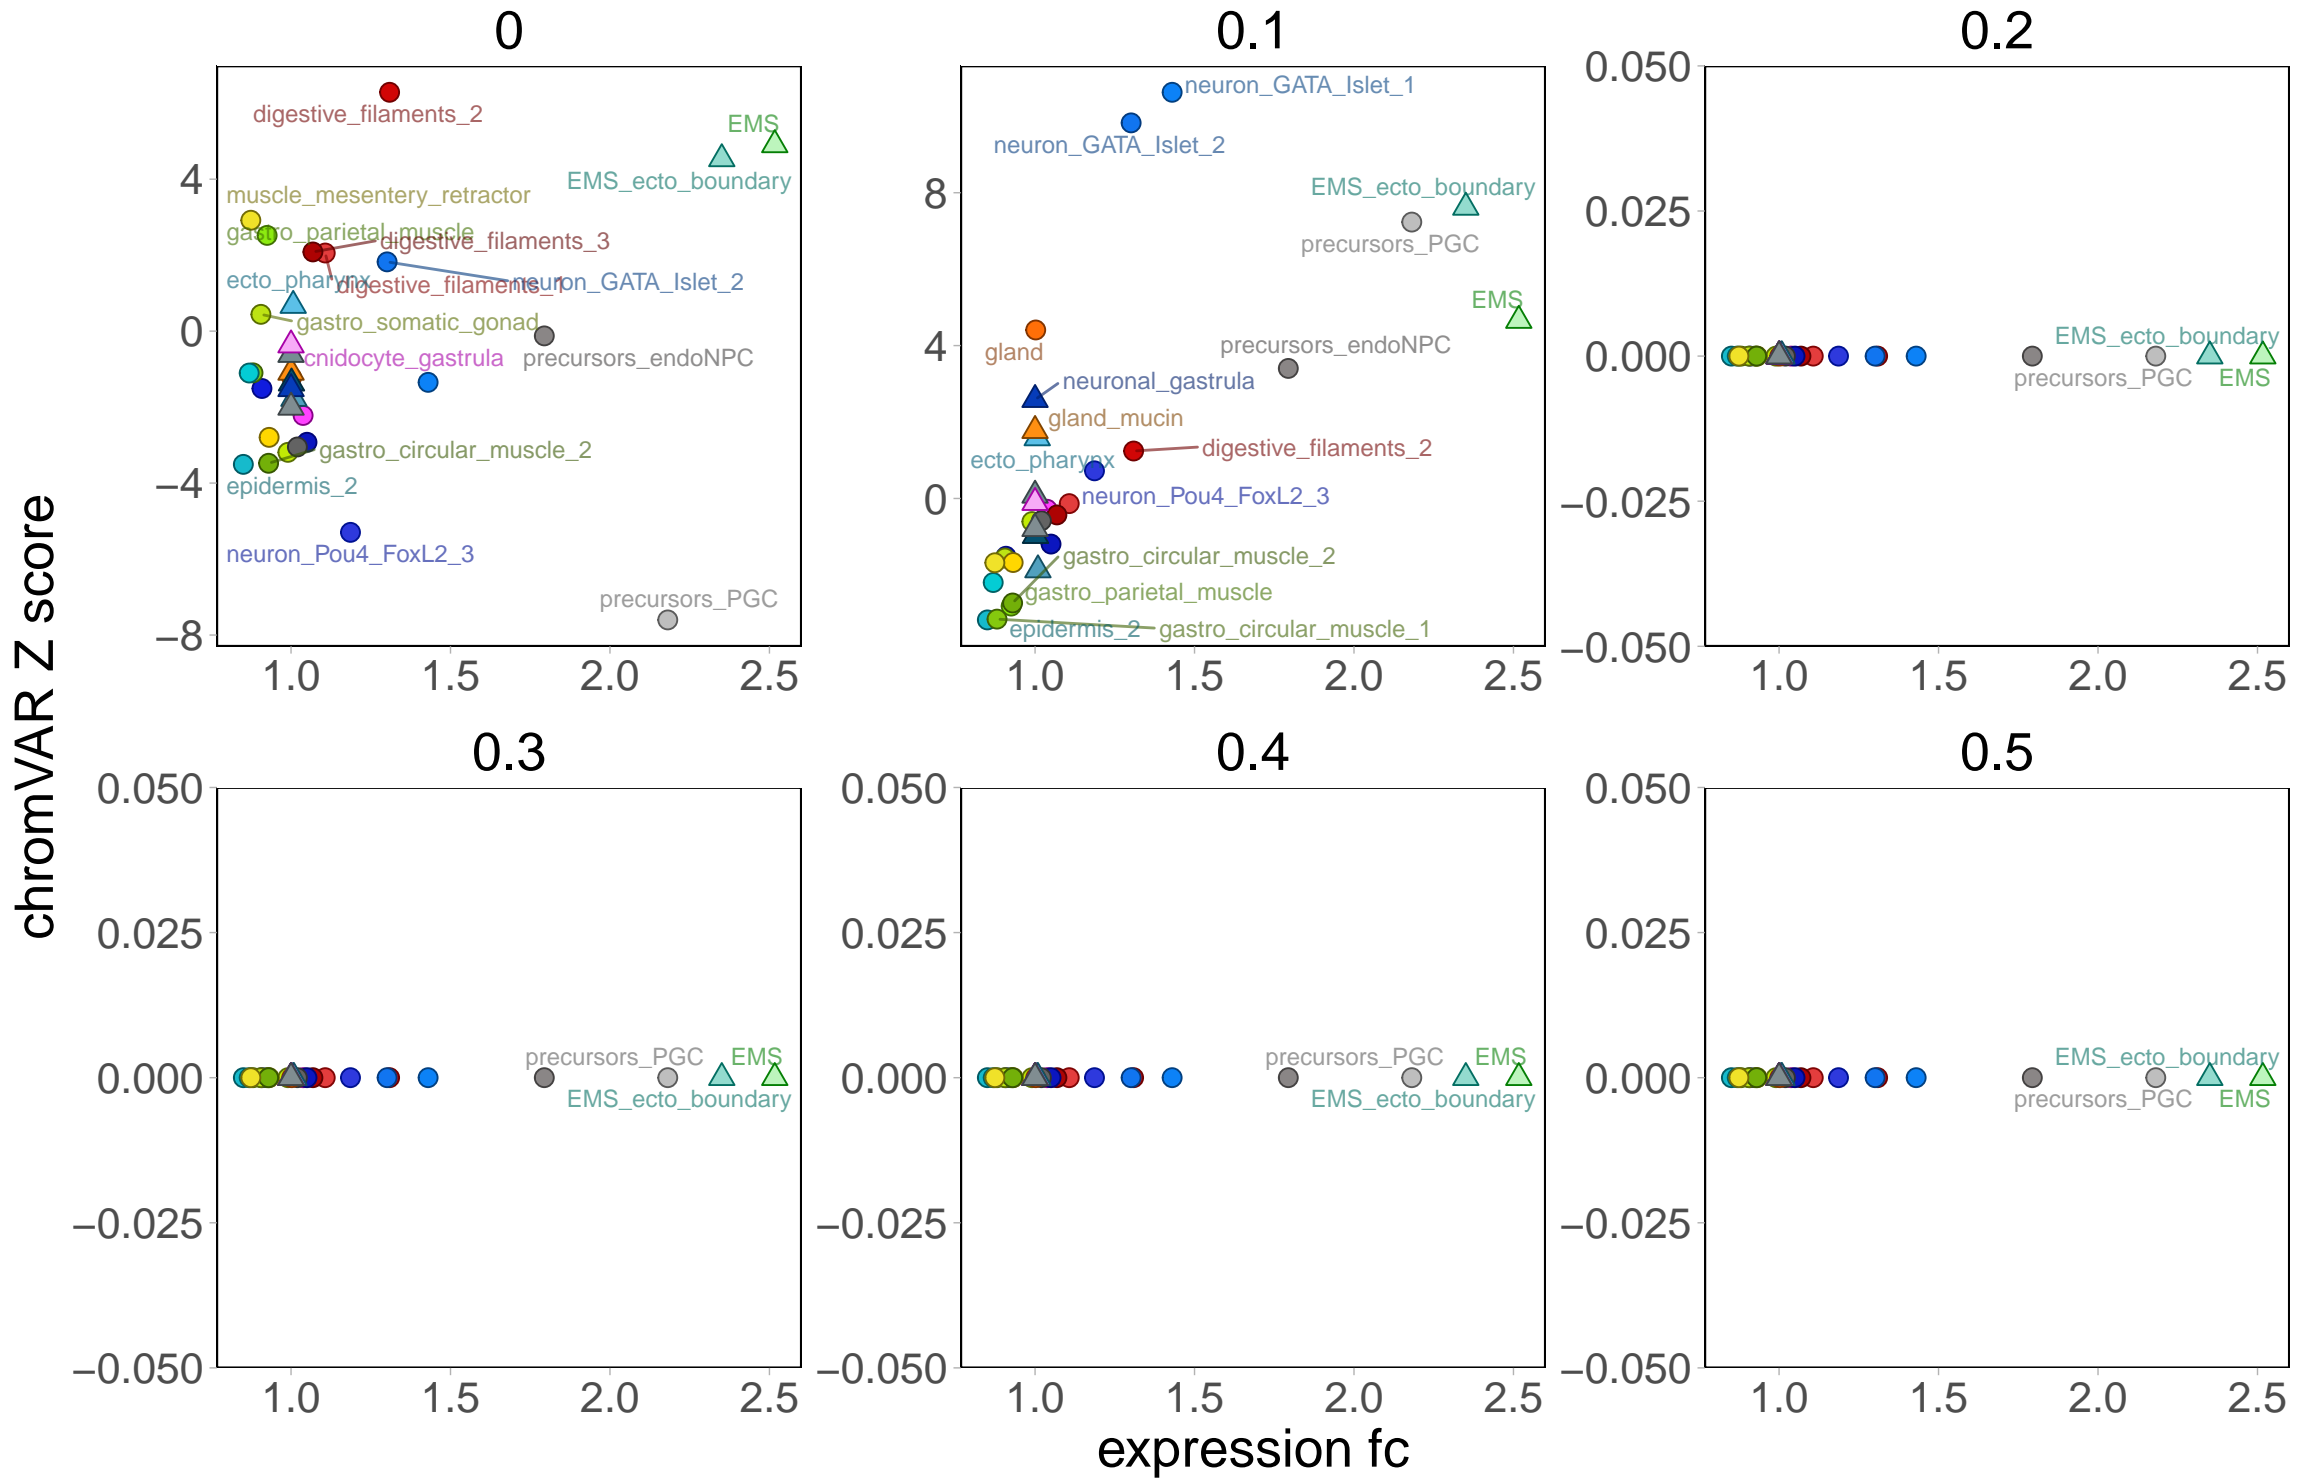 0
0.1
0.2
digestive_filaments_2
EMS
EMS_ecto_boundary
muscle_mesentery_retractor
gastro_parietal_muscle
digestive_filaments_3
ecto_pharynx
digestive_filaments_1
neuron_GATA_Islet_2
gastro_somatic_gonad
cnidocyte_gastrula
precursors_endoNPC
gastro_circular_muscle_2
epidermis_2
neuron_Pou4_FoxL2_3
precursors_PGC
4
0
−4
−8
1.0
1.5
2.0
2.5
neuron_GATA_Islet_1
neuron_GATA_Islet_2
EMS_ecto_boundary
precursors_PGC
EMS
gland
precursors_endoNPC
neuronal_gastrula
gland_mucin
digestive_filaments_2
ecto_pharynx
neuron_Pou4_FoxL2_3
gastro_circular_muscle_2
gastro_parietal_muscle
epidermis_2
gastro_circular_muscle_1
8
4
0
1.0
1.5
2.0
2.5
0.050
0.025
0.000
−0.025
−0.050
EMS_ecto_boundary
precursors_PGC
EMS
1.0
1.5
2.0
2.5
chromVAR Z score
0.3
0.4
0.5
0.050
0.025
0.000
−0.025
−0.050
precursors_PGC
EMS
EMS_ecto_boundary
1.0
1.5
2.0
2.5
0.050
0.025
0.000
−0.025
−0.050
precursors_PGC
EMS
EMS_ecto_boundary
1.0
1.5
2.0
2.5
0.050
0.025
0.000
−0.025
−0.050
EMS_ecto_boundary
precursors_PGC
EMS
1.0
1.5
2.0
2.5
expression fc